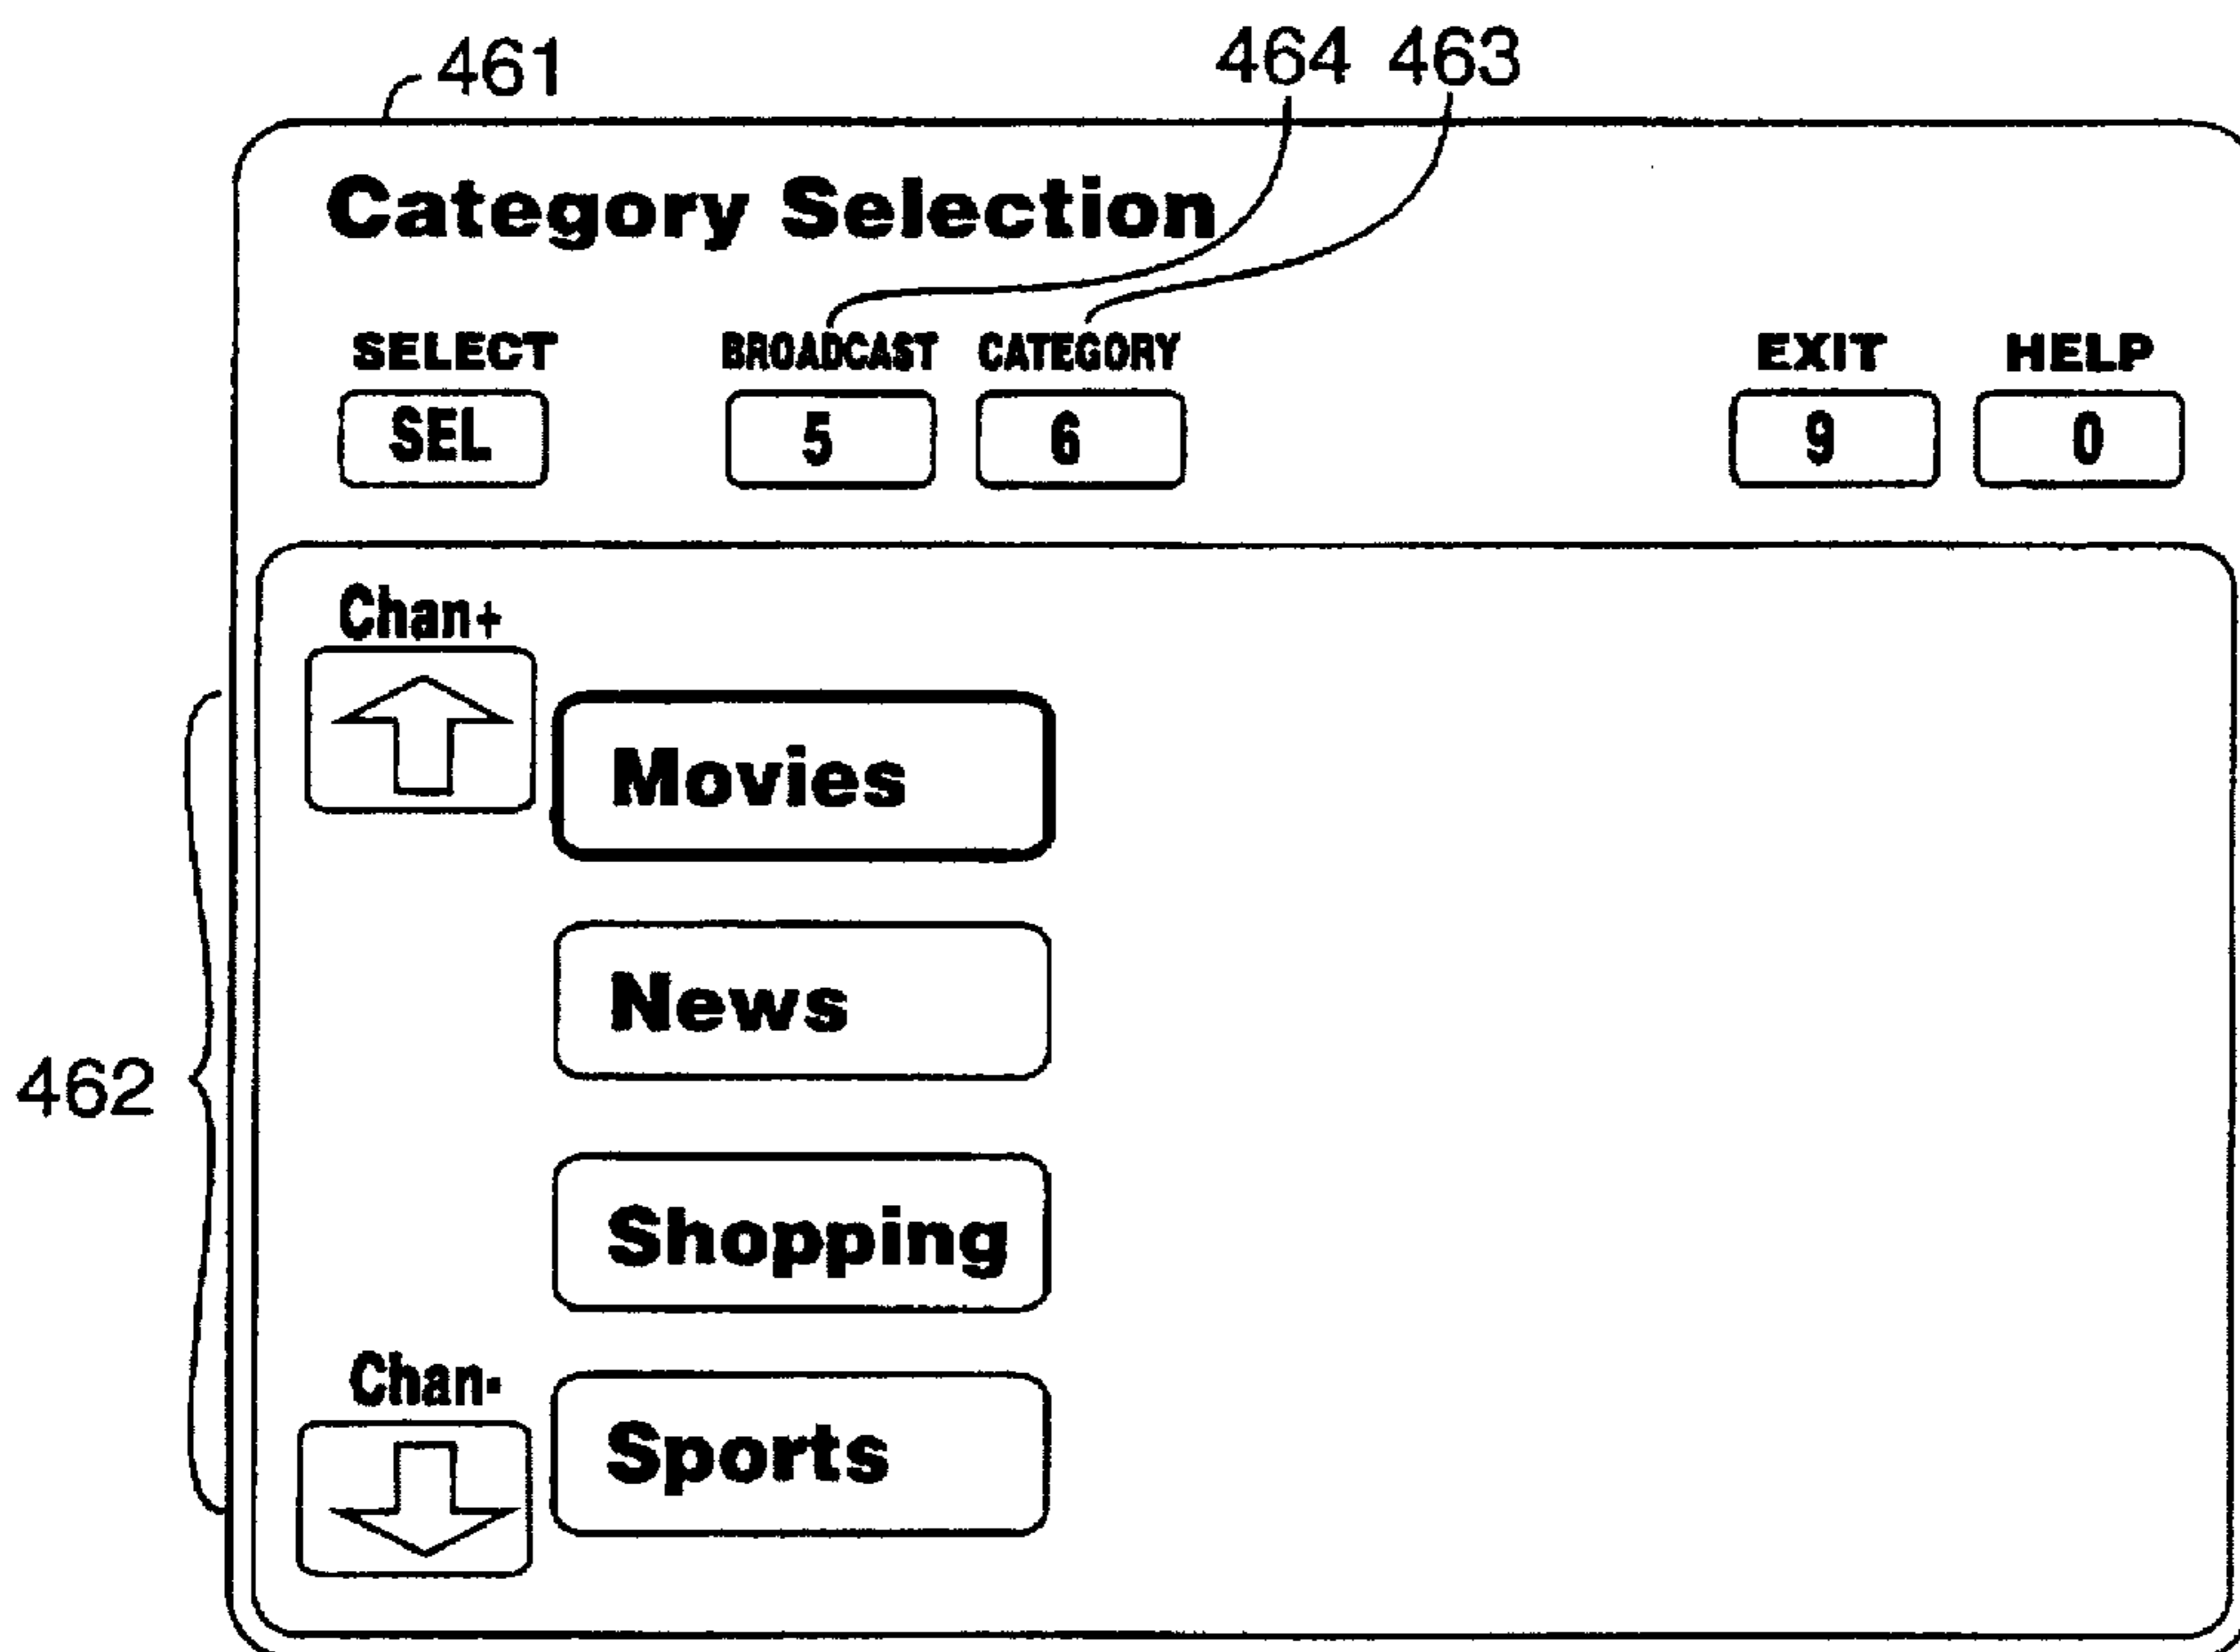 461
464 463
Category Selection
SELECT BROADCAST CATEGORY EXIT HELP
SEL 5 6 9 0
Chan+
Movies
News
462
Shopping
Chan-
Sports